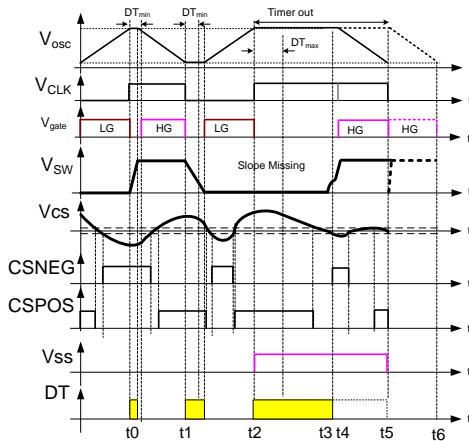 DTmin DTmin Timer out
Vosc DTmax t
VCLK t
Vgate LG HG LG HG HG t
VSW Slope Missing t
VCS t
CSNEG t
CSPOS t
VSS t
DT t
t0 t1 t2 t3 t4 t5 t6